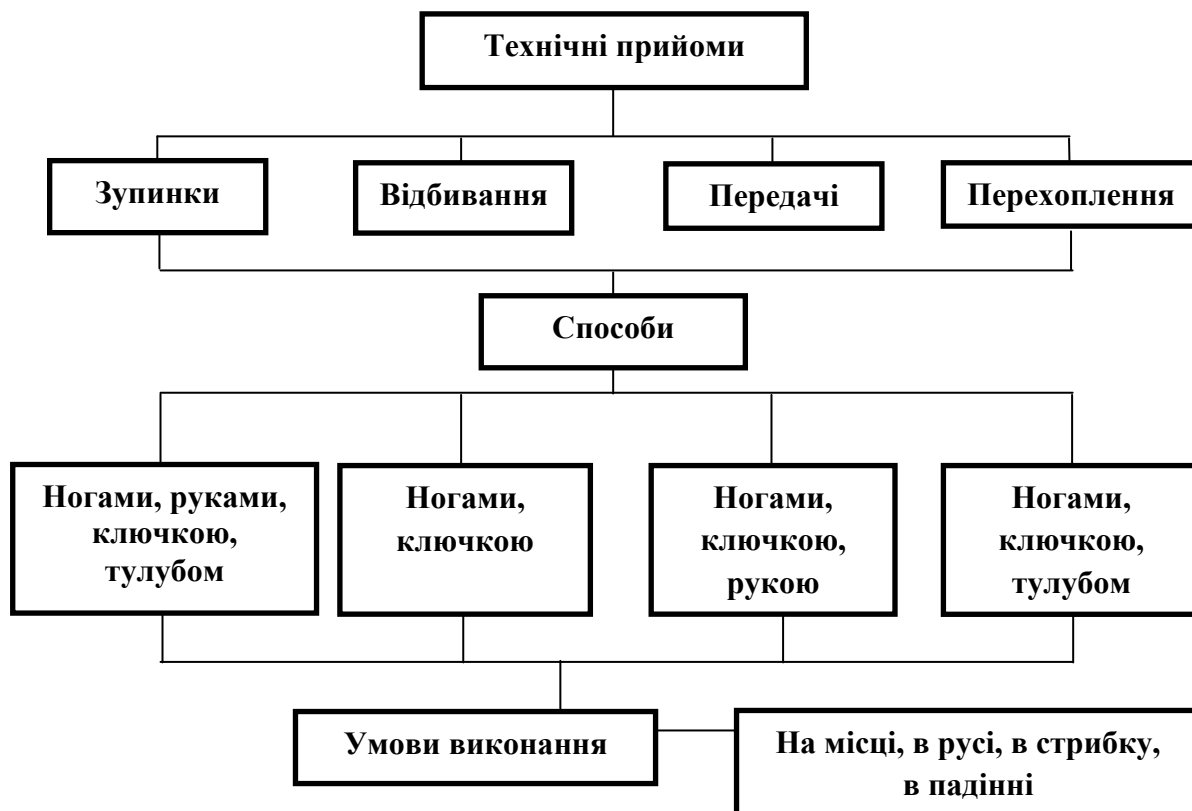 Технічні прийоми
Зупинки
Відбивання
Передачі
Перехоплення
Способи
Ногами, руками,
ключкою,
тулубом
Ногами,
ключкою
Ногами,
ключкою,
рукою
Ногами,
ключкою,
тулубом
Умови виконання
На місці, в русі, в стрибку,
в падінні